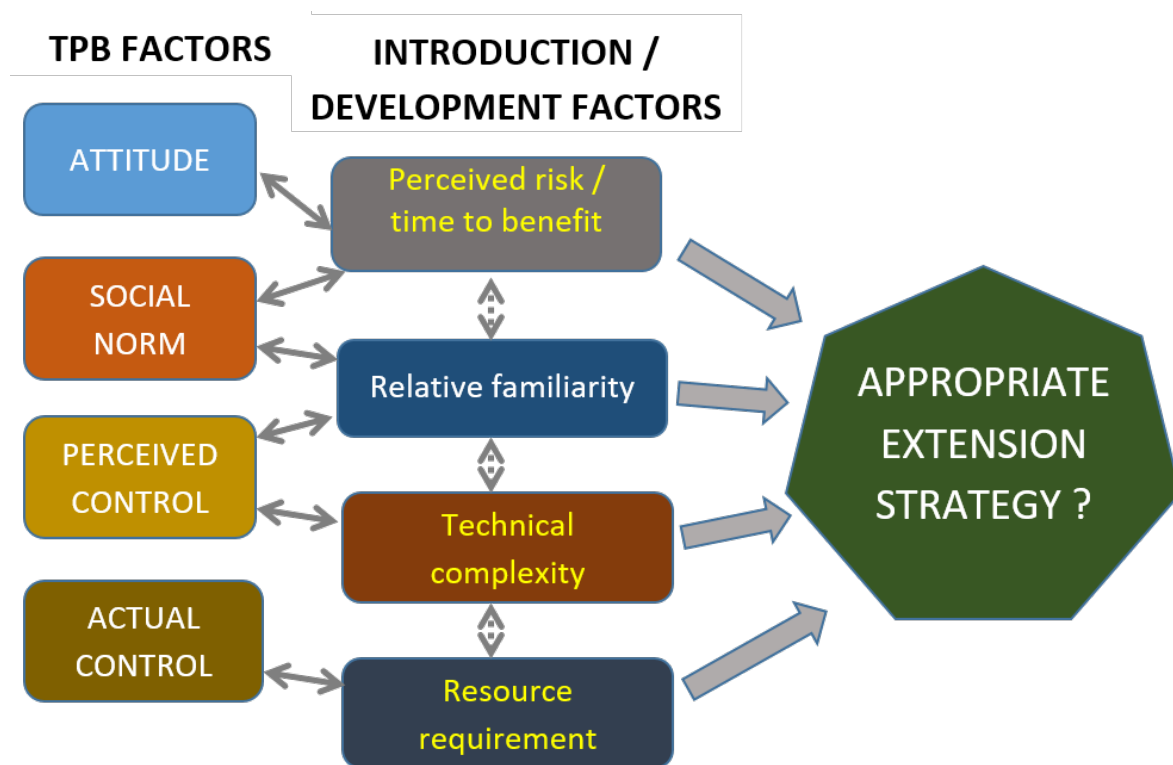 TPB FACTORS
INTRODUCTION /
DEVELOPMENT FACTORS
ATTITUDE
SOCIAL
NORM
PERCEIVED
CONTROL
ACTUAL
CONTROL
Perceived risk /
time to benefit
Relative familiarity
Technical
complexity
Resource
requirement
APPROPRIATE
EXTENSION
STRATEGY ?